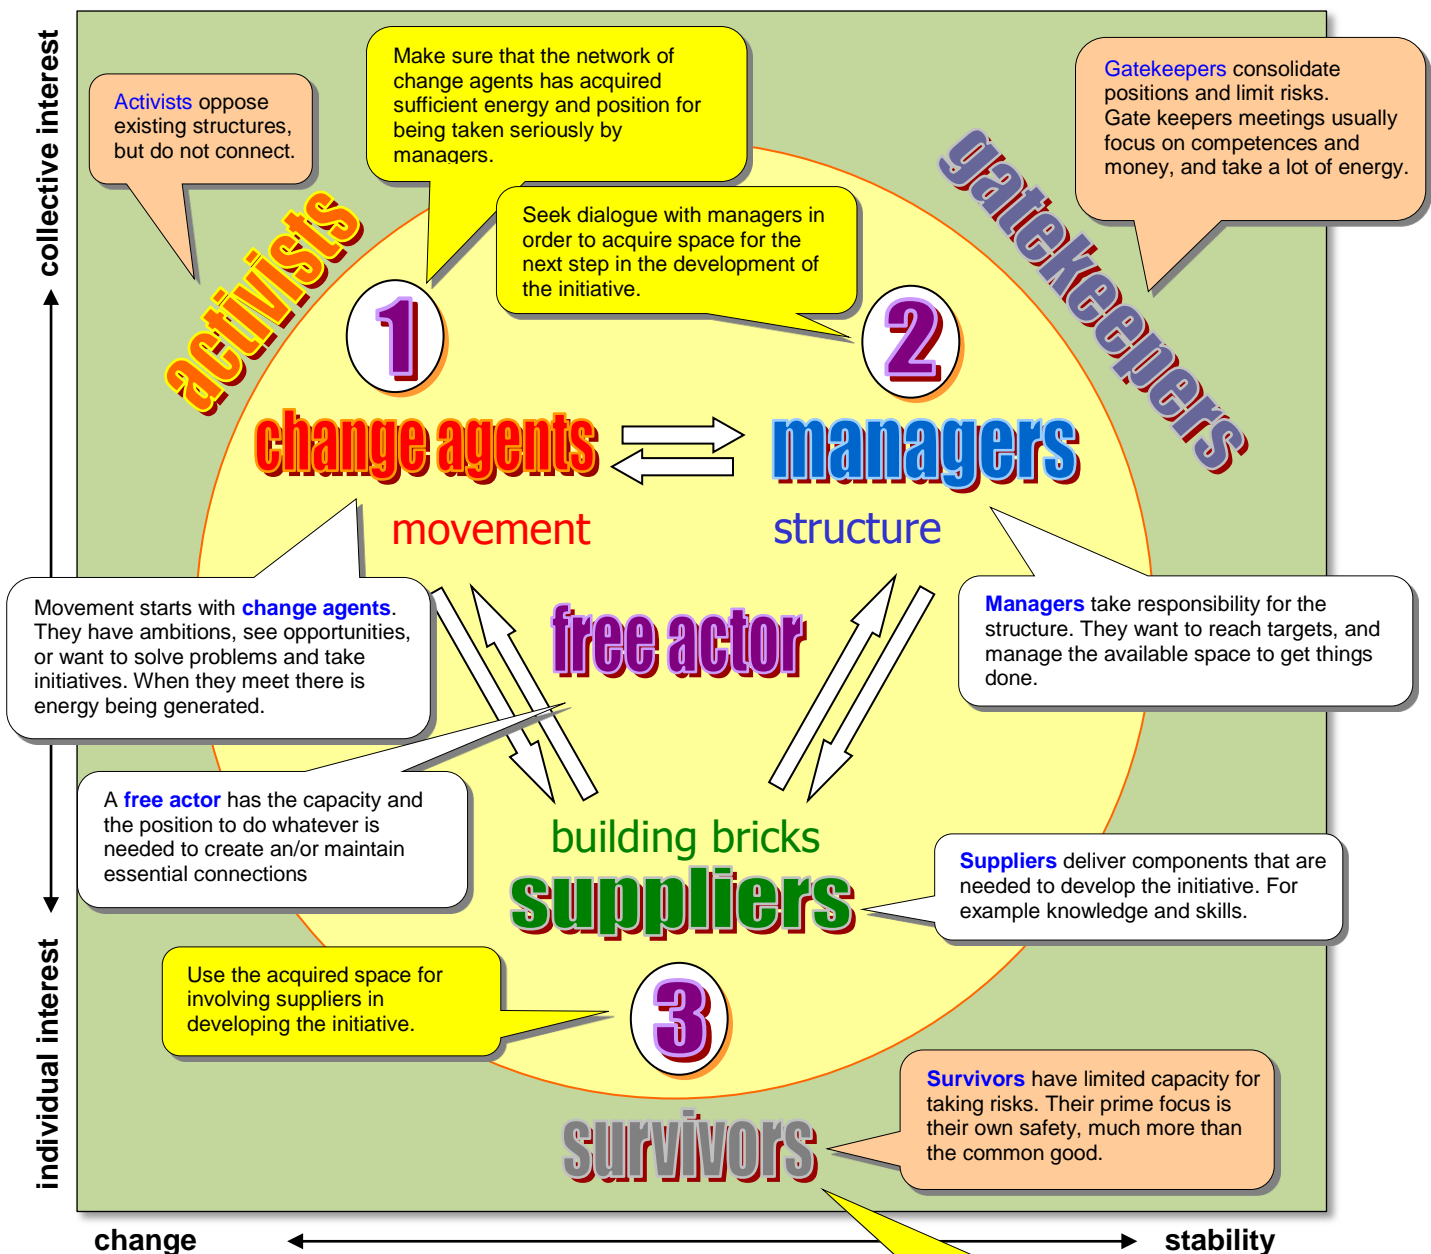 collective interest
individual interest
Activists oppose
existing structures,
but do not connect.
Make sure that the network of
change agents has acquired
sufficient energy and position for
being taken seriously by
managers.
Gatekeepers consolidate
positions and limit risks.
Gate keepers meetings usually
focus on competences and
money, and take a lot of energy.
Seek dialogue with managers in
order to acquire space for the
next step in the development of
the initiative.
activists
gatekeepers
1
2
change agents
managers
movement
structure
Movement starts with change agents.
They have ambitions, see opportunities,
or want to solve problems and take
initiatives. When they meet there is
energy being generated.
free actor
Managers take responsibility for the
structure. They want to reach targets, and
manage the available space to get things
done.
A free actor has the capacity and
the position to do whatever is
needed to create an/or maintain
essential connections
building bricks
suppliers
Suppliers deliver components that are
needed to develop the initiative. For
example knowledge and skills.
Use the acquired space for
involving suppliers in
developing the initiative.
3
Survivors have limited capacity for
taking risks. Their prime focus is
their own safety, much more than
the common good.
survivors
change
stability